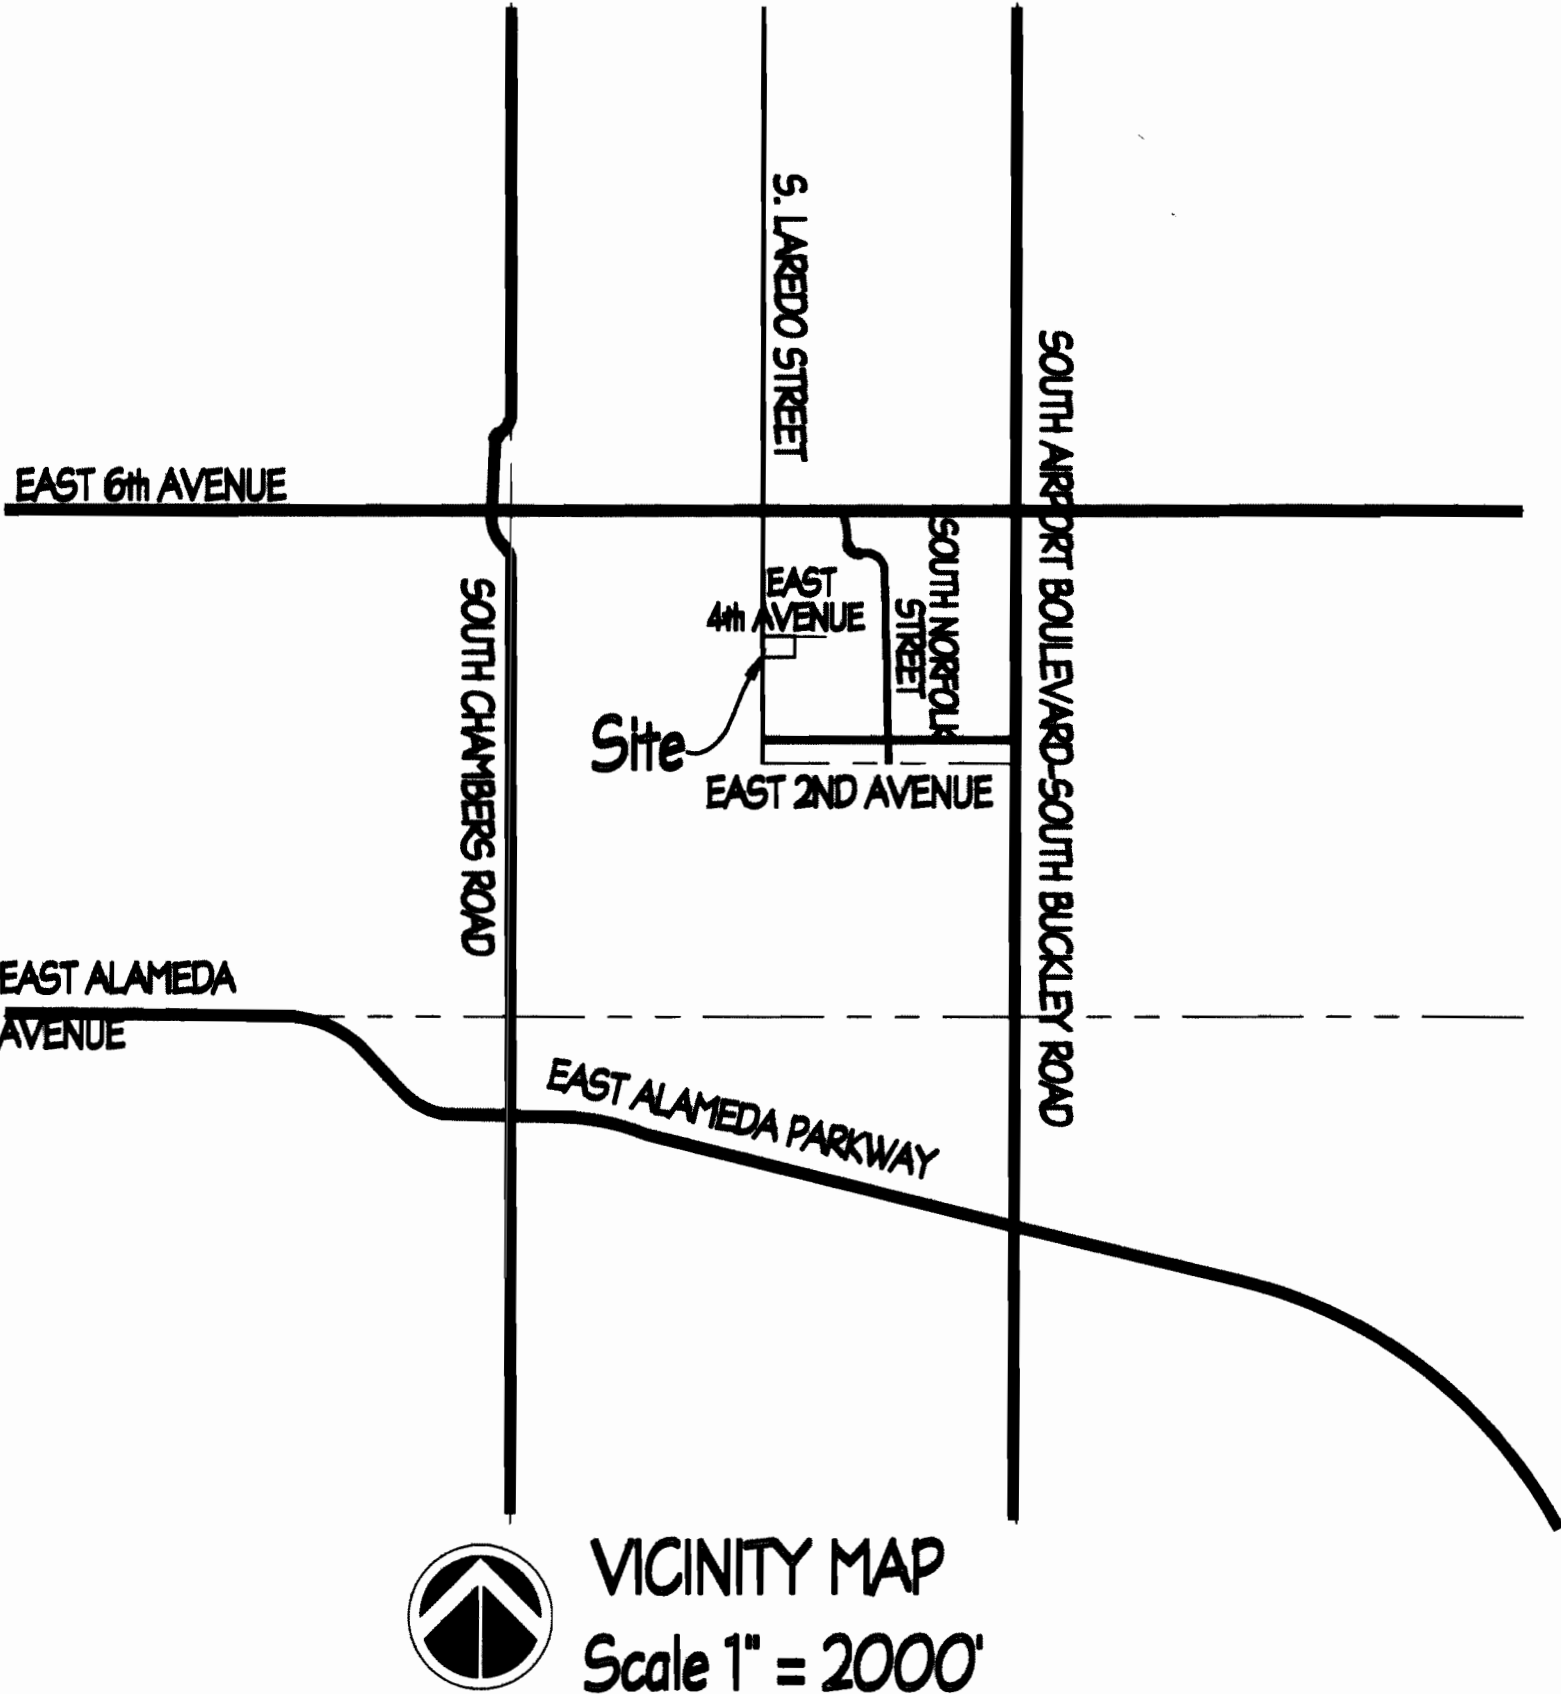 S. LAREDO STREET
SOUTH AIRPORT BOULEVARD-SOUTH BUCKLEY ROAD
EAST 6th AVENUE
SOUTH NORFOLK
STREET
EAST
4th AVENUE
SOUTH CHAMBERS ROAD
Site
EAST 2ND AVENUE
EAST ALAMEDA
AVENUE
EAST ALAMEDA PARKWAY
VICINITY MAP
Scale 1" = 2000'